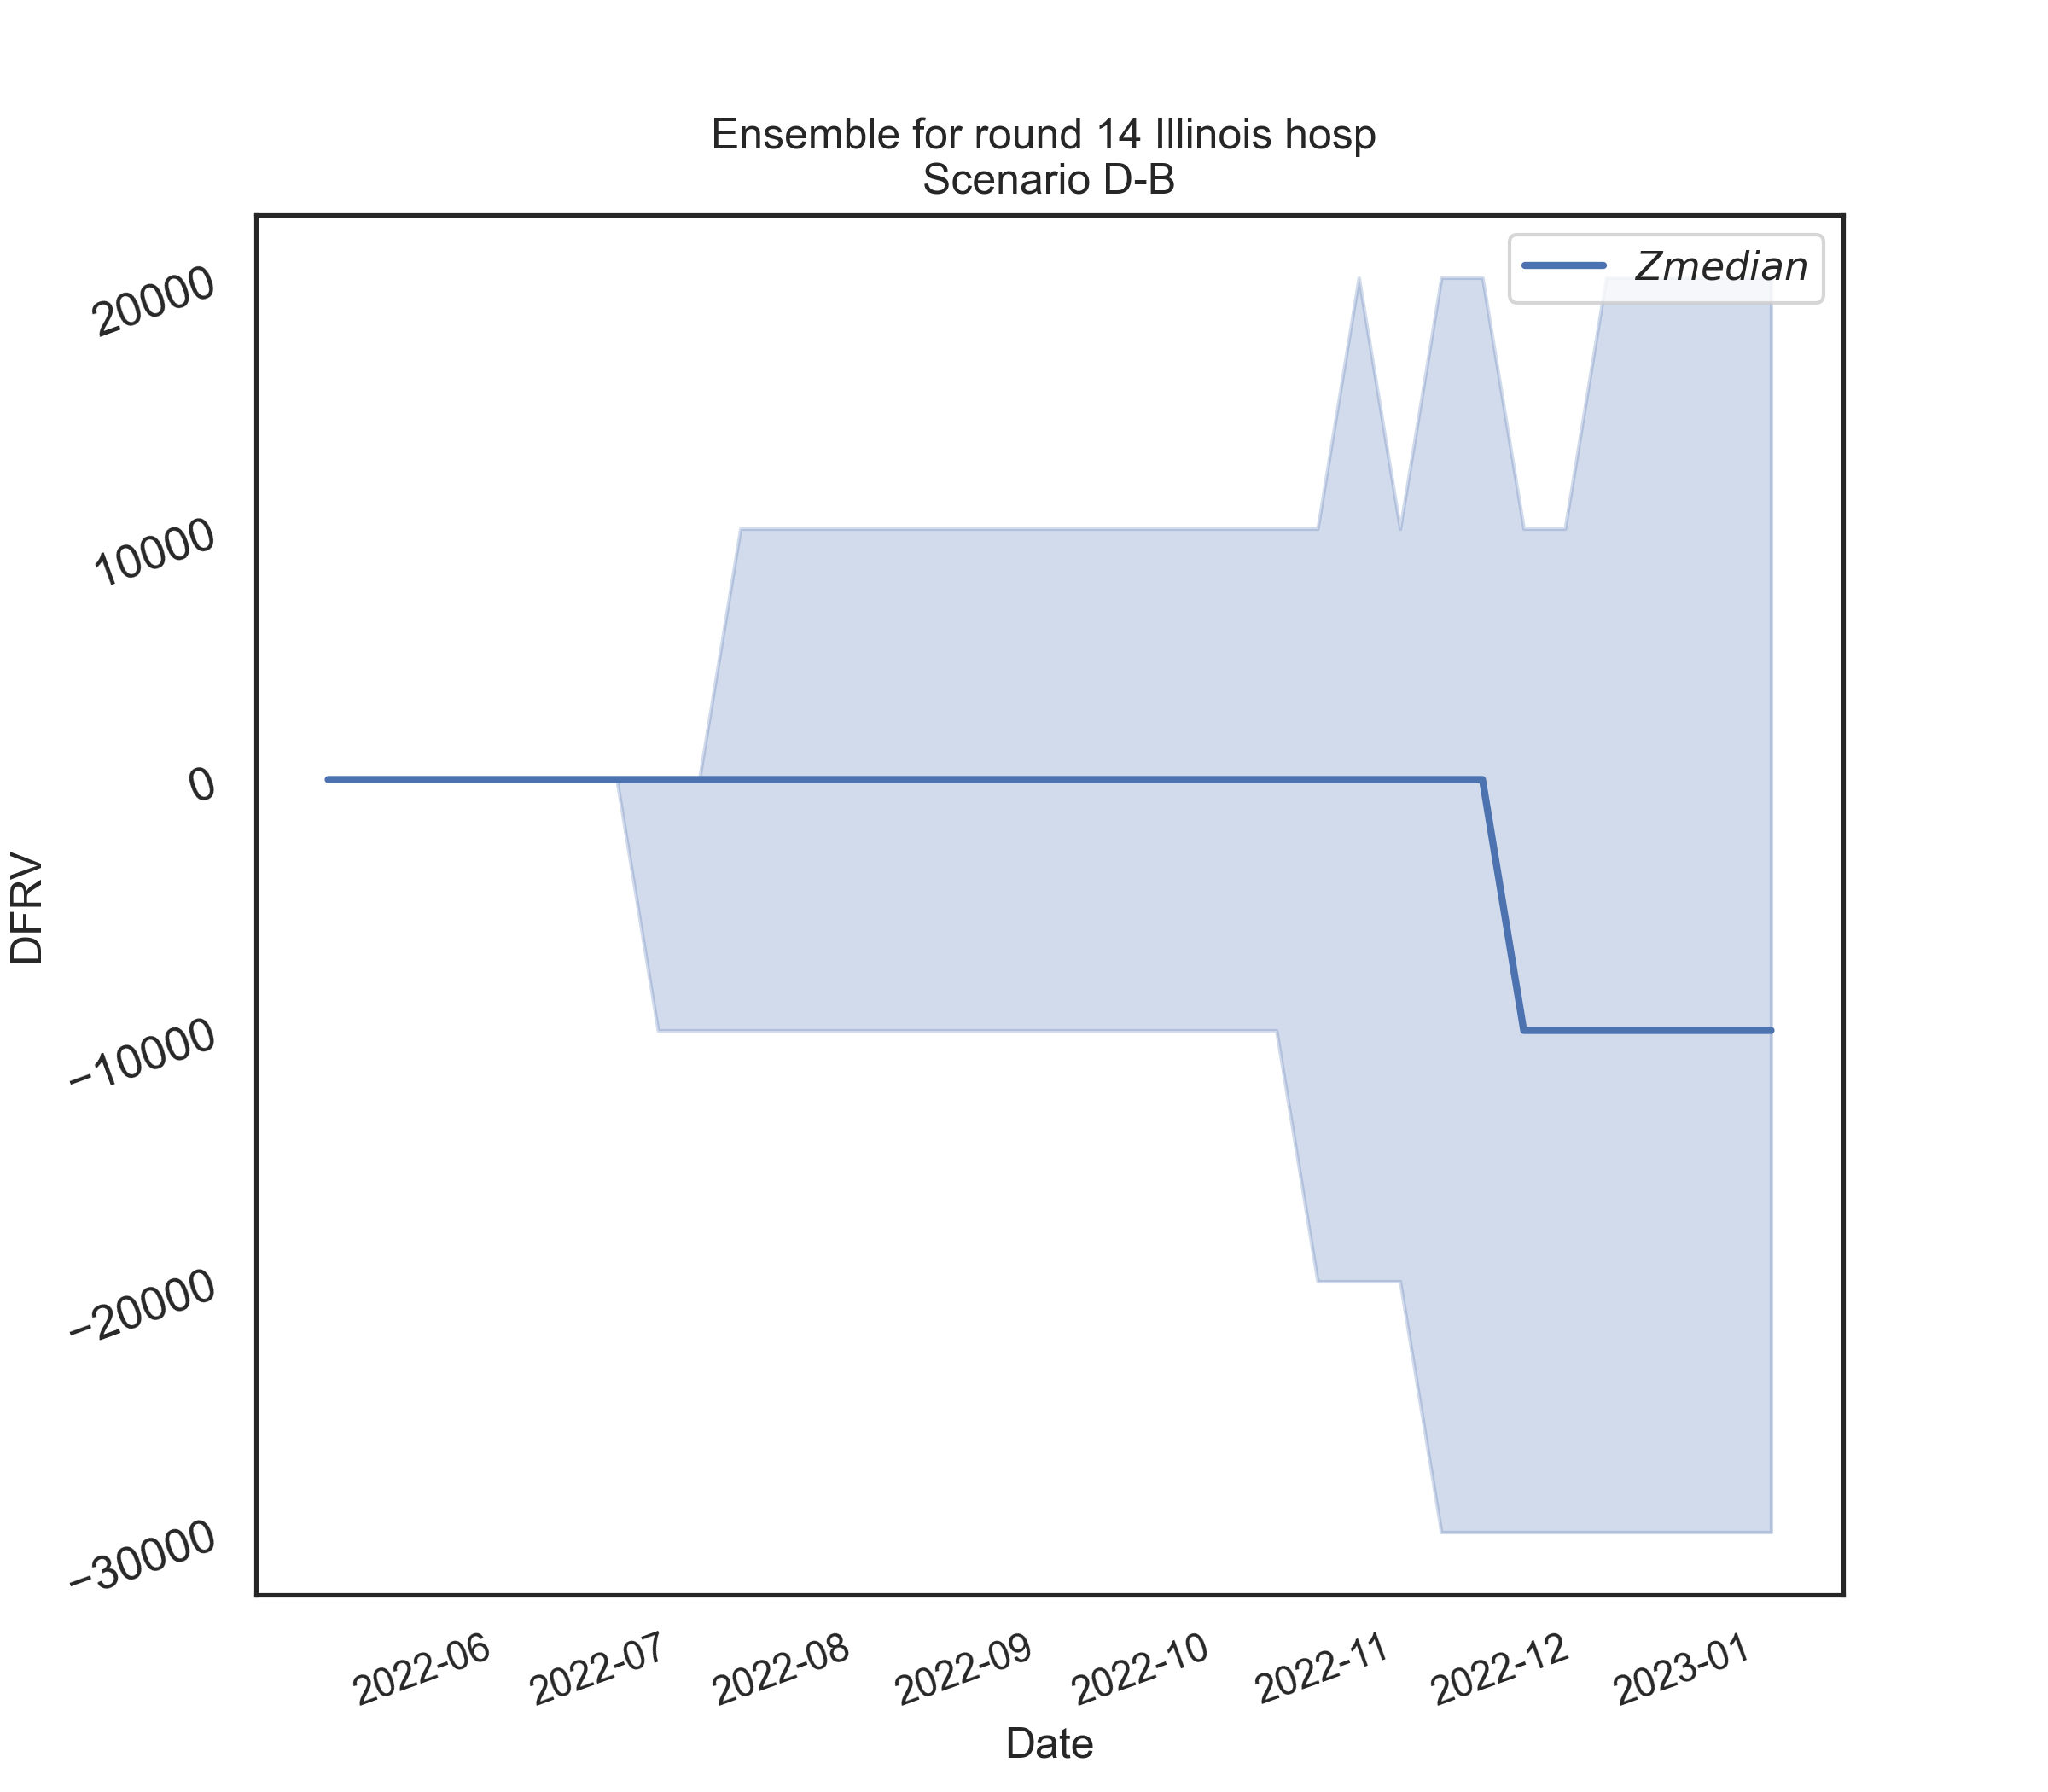 Ensemble for round 14 Illinois hosp
Scenario D-B
Zmedian
20000
10000
0
−10000
−20000
−30000
DFRV
2022-06
2022-07
2022-08
2022-09
2022-10
2022-11
2022-12
2023-01
Date